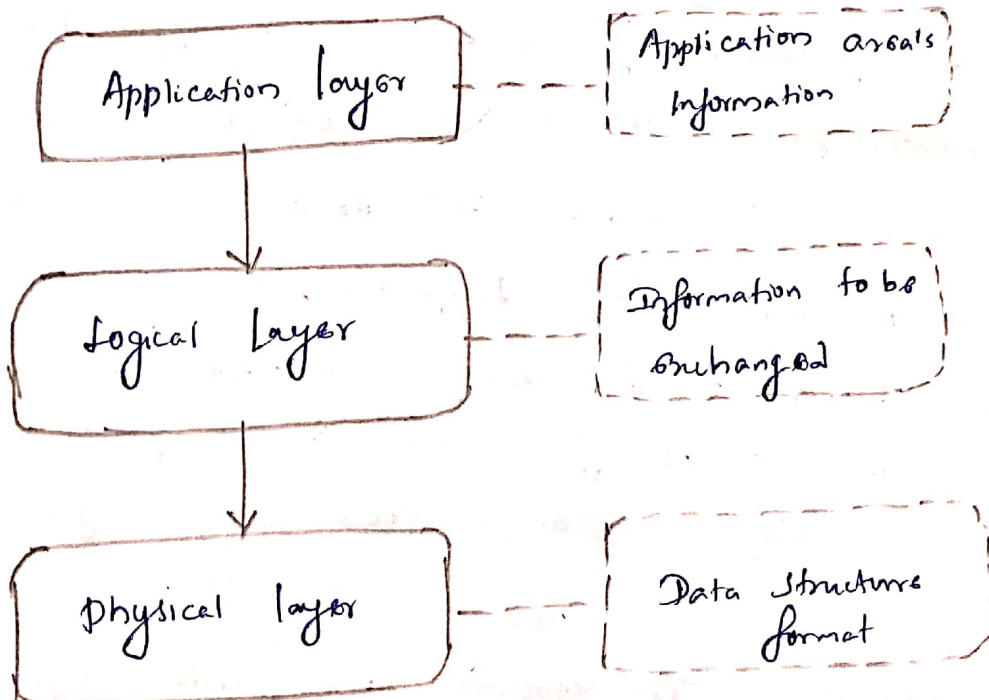 Application layer
Application area's
Information
Logical Layer
Information to be
exchanged
physical layer
Data structure
format